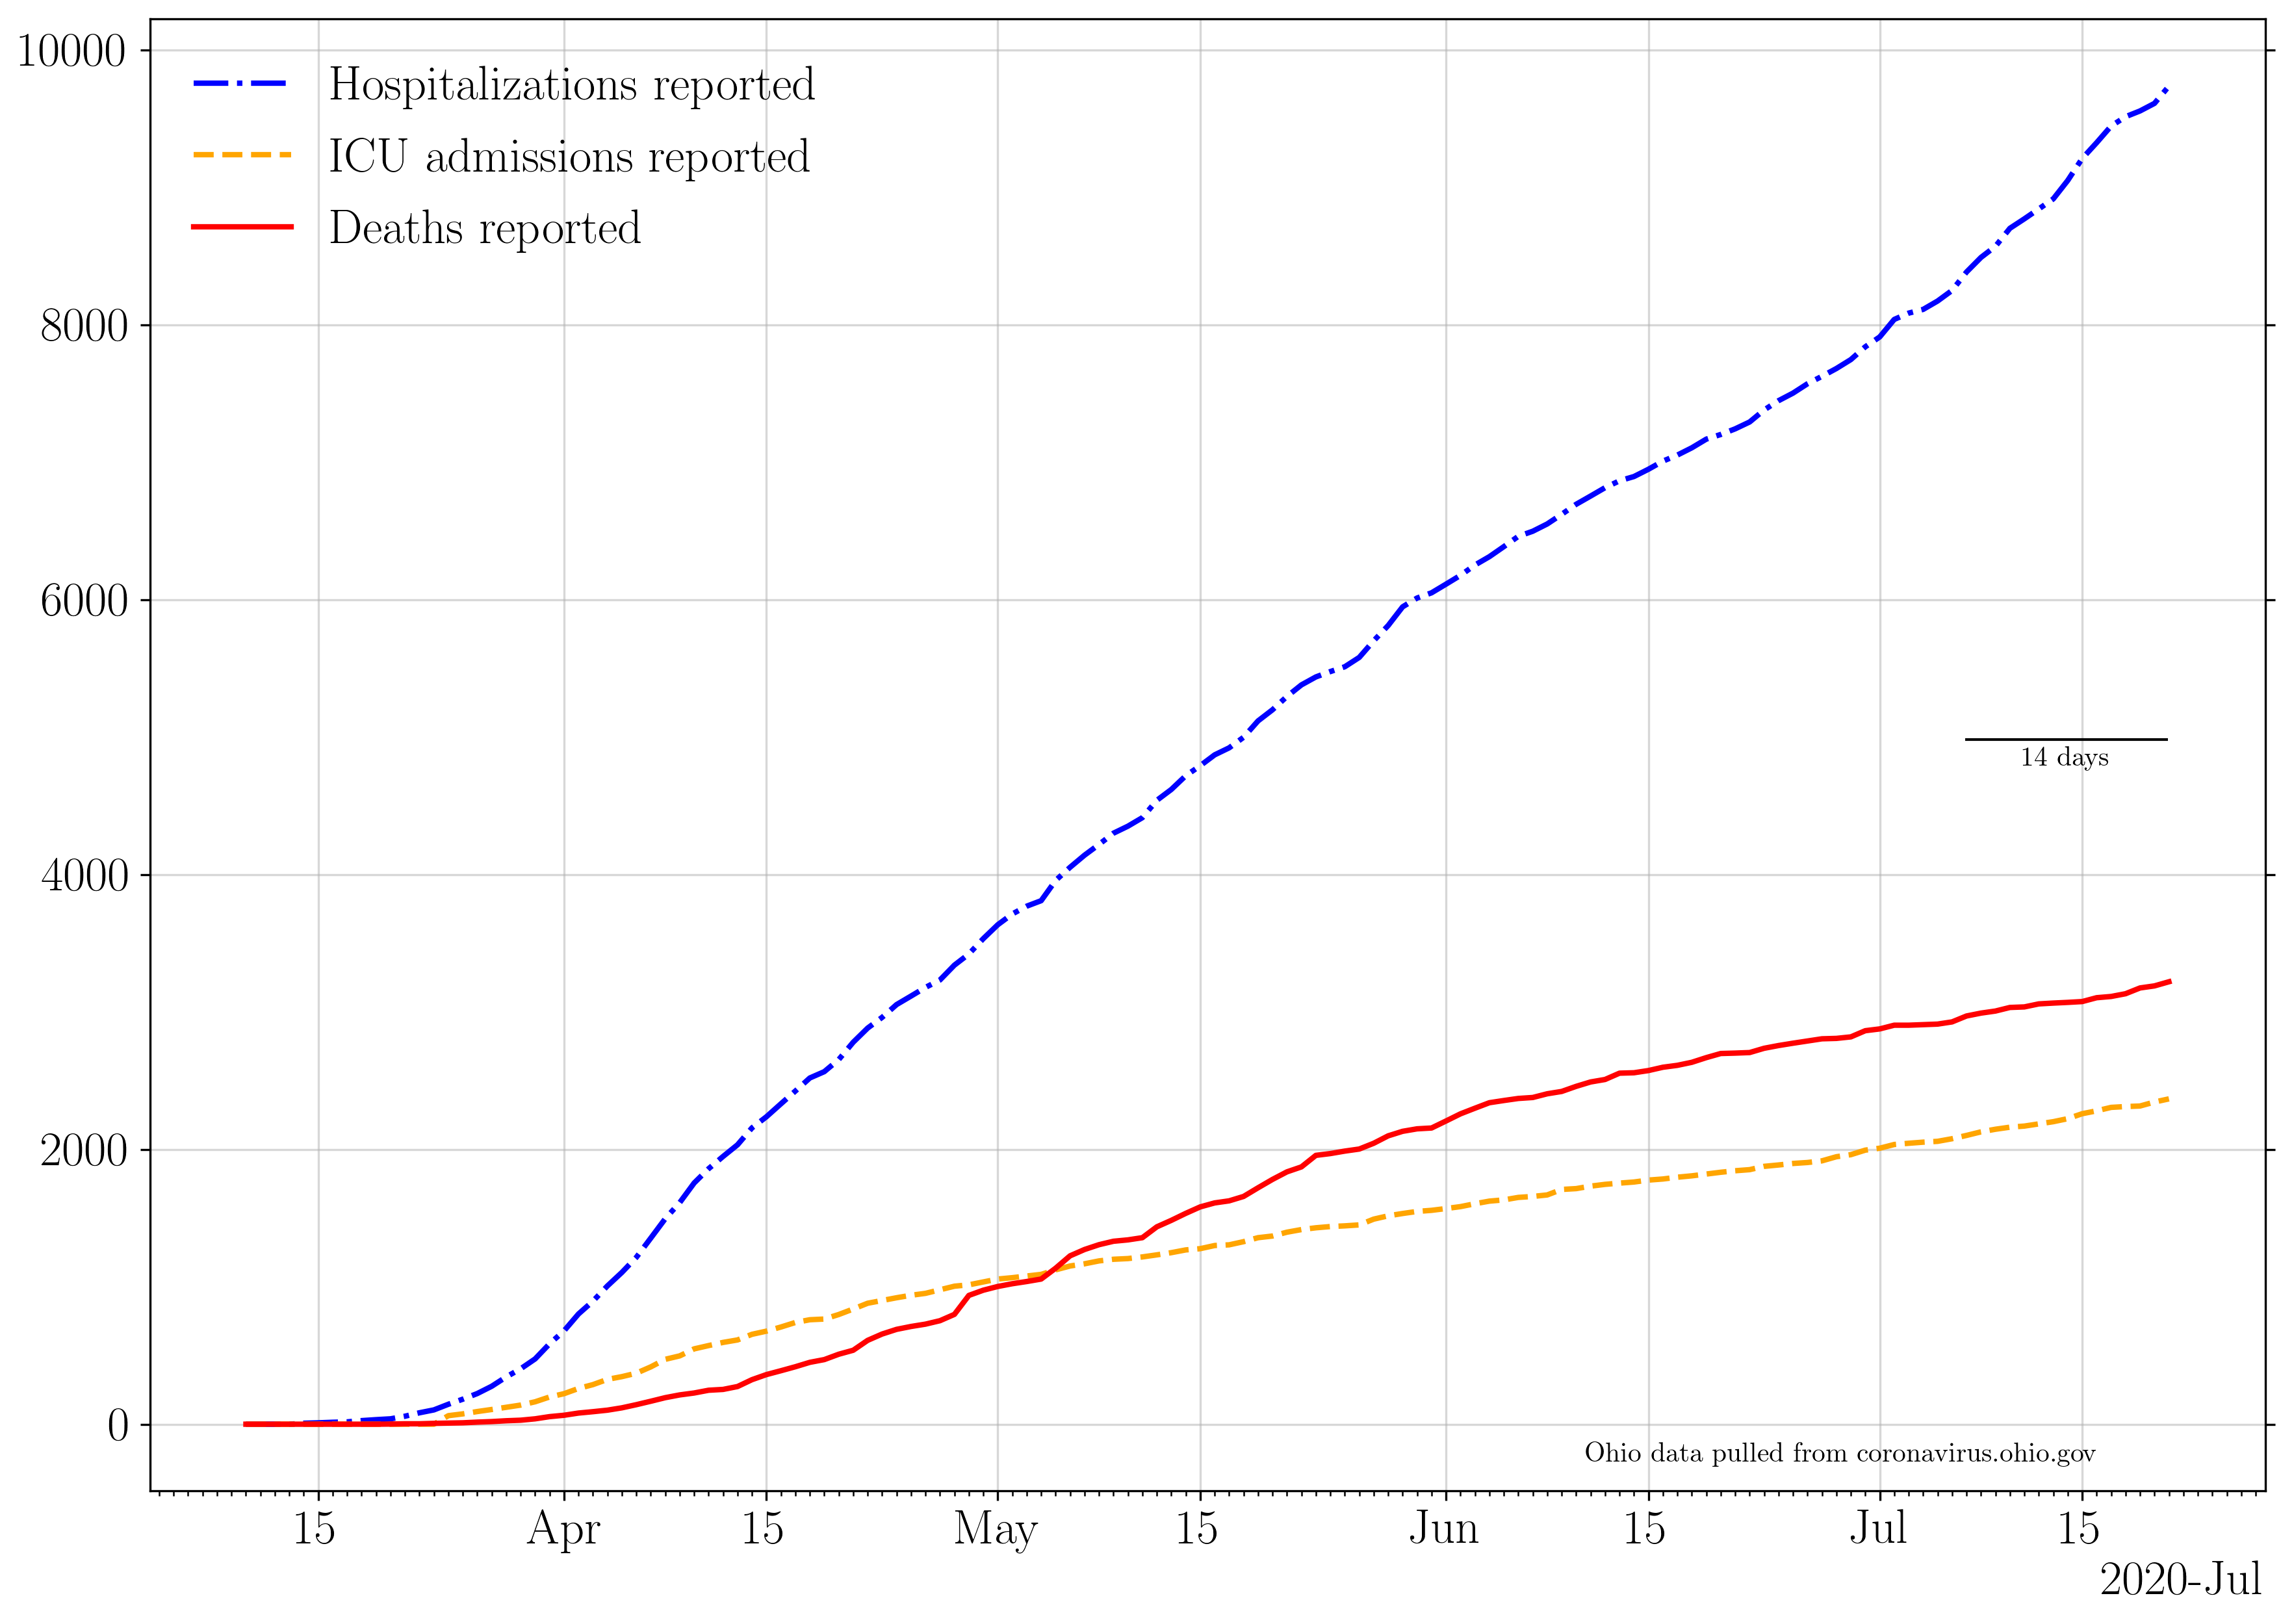 10000
8000
6000
4000
2000
0
Hospitalizations reported
ICU admissions reported
Deaths reported
14 days
Ohio data pulled from coronavirus.ohio.gov
15 Apr 15 May 15 Jun 15 Jul 15
2020-Jul